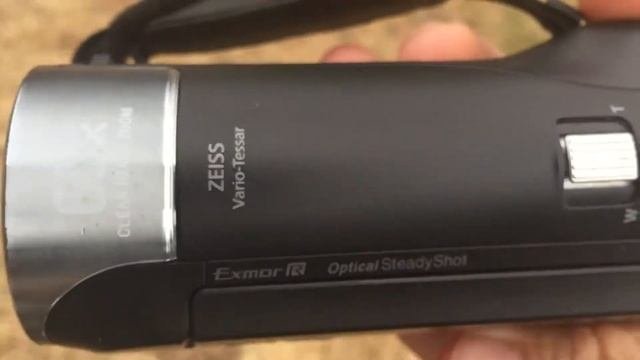 ZEISS
Vario-Tessar
Exmor R Optical SteadyShot
T
W